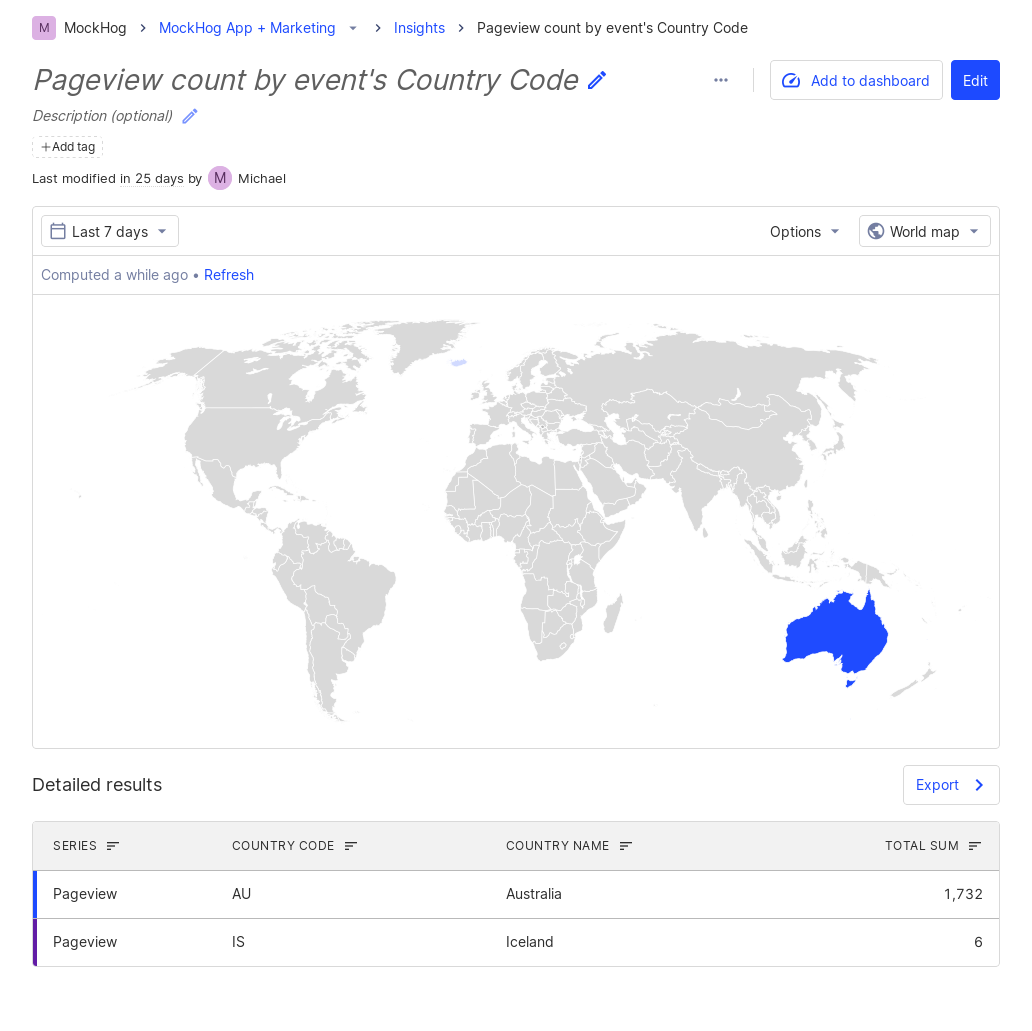 M MockHog MockHog App + Marketing Insights Pageview count by event's Country Code
Pageview count by event's Country Code
Add to dashboard Edit
Description (optional)
+Add tag
Last modified in 25 days by M Michael
Last 7 days Options World map
Computed a while ago • Refresh
Detailed results Export
SERIES COUNTRY CODE COUNTRY NAME TOTAL SUM
Pageview AU Australia 1,732
Pageview IS Iceland 6